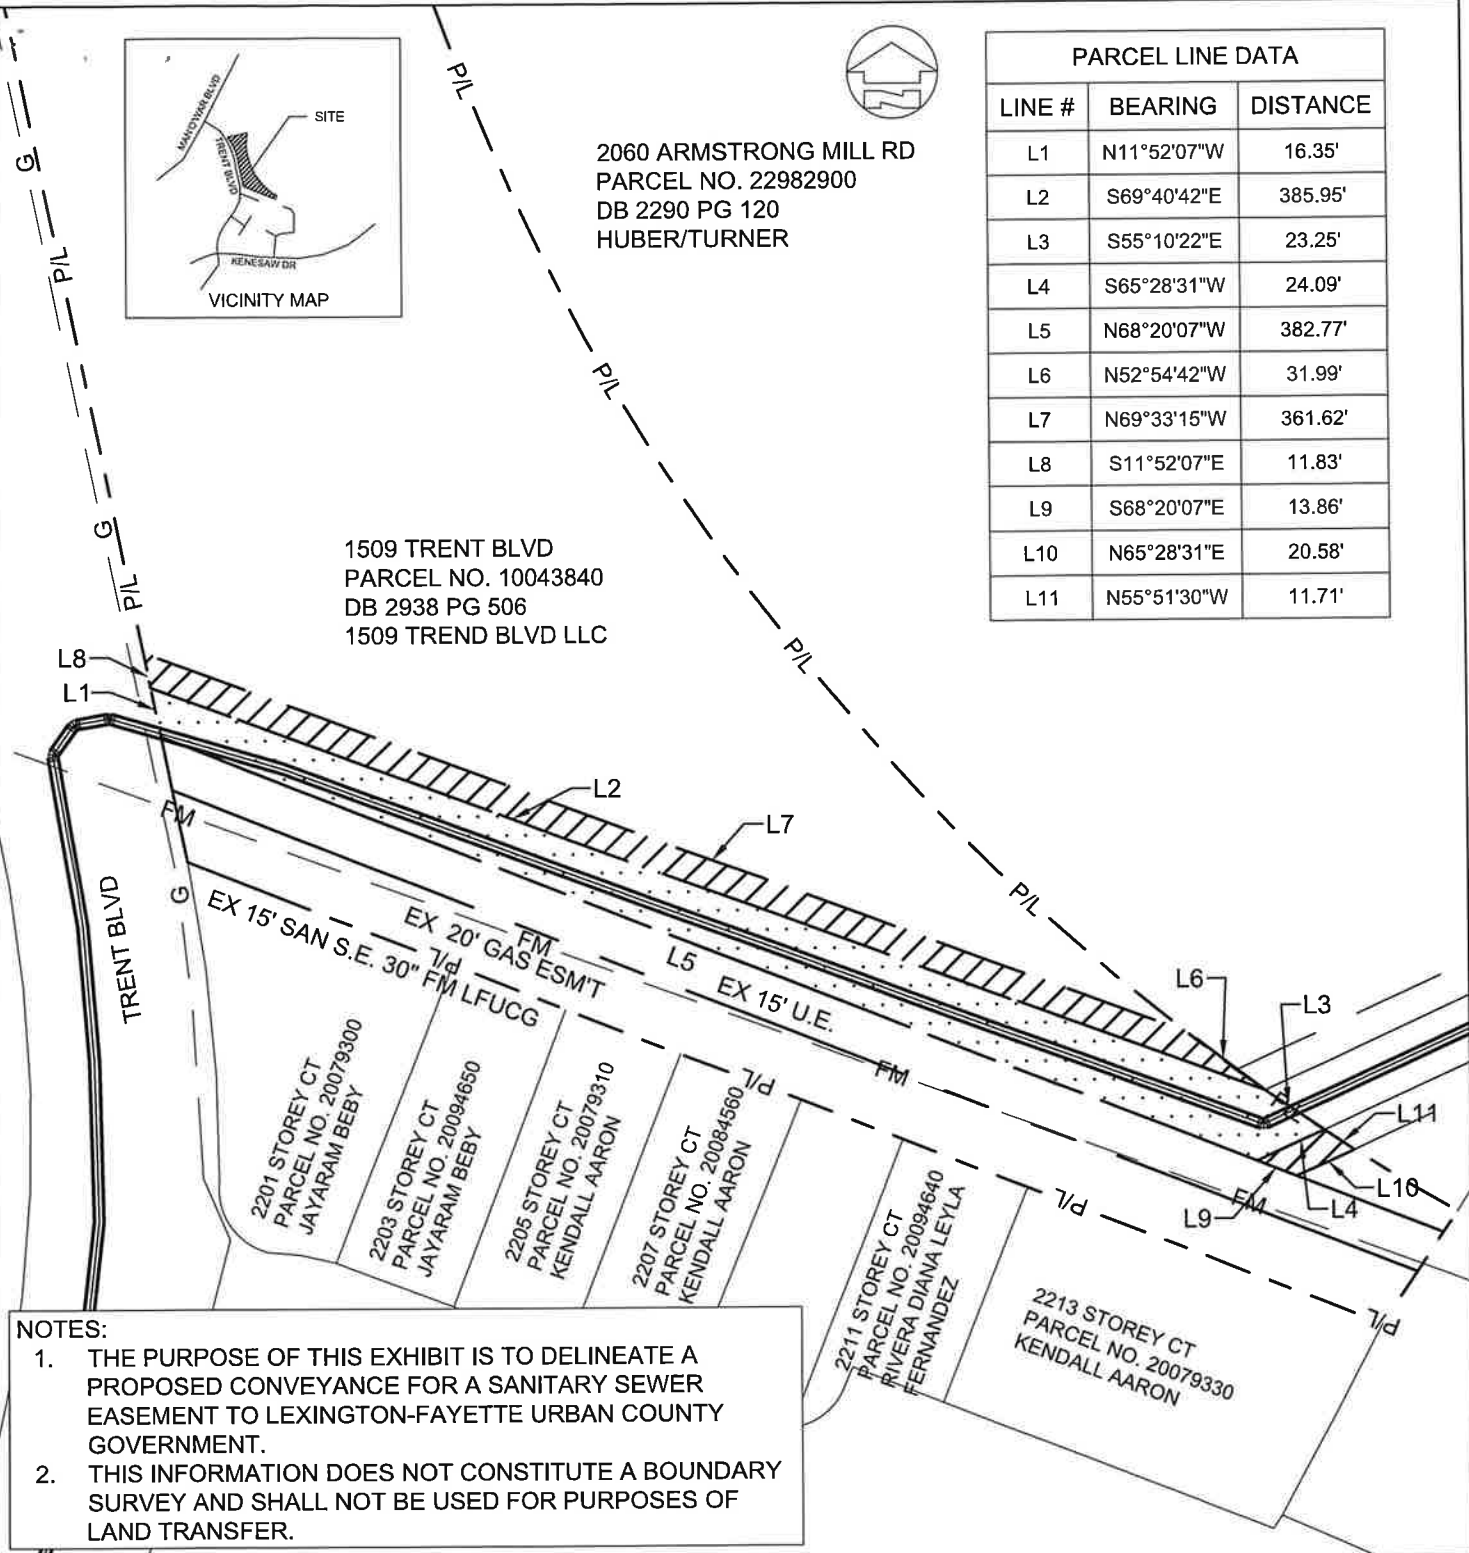 MANOWAR BLVD
TRENT BLVD
SITE
KENESAW DR
VICINITY MAP
2060 ARMSTRONG MILL RD
PARCEL NO. 22982900
DB 2290 PG 120
HUBER/TURNER
PARCEL LINE DATA
LINE # BEARING DISTANCE
L1 N11°52'07"W 16.35'
L2 S69°40'42"E 385.95'
L3 S55°10'22"E 23.25'
L4 S65°28'31"W 24.09'
L5 N68°20'07"W 382.77'
L6 N52°54'42"W 31.99'
L7 N69°33'15"W 361.62'
L8 S11°52'07"E 11.83'
L9 S68°20'07"E 13.86'
L10 N65°28'31"E 20.58'
L11 N55°51'30"W 11.71'
G
P/L
P/L
P/L
G
P/L
P/L
P/L
1509 TRENT BLVD
PARCEL NO. 10043840
DB 2938 PG 506
1509 TREND BLVD LLC
L8
L1
L2
L7
FM
G
TRENT BLVD
EX 15' SAN S.E. 30" FM LFUCG
EX 20' GAS ESM'T
P/L
FM
L5
EX 15' U.E.
FM
P/L
L6
L3
L11
L10
L4
L9
FM
P/L
P/L
2201 STOREY CT
PARCEL NO. 20079300
JAYARAM BEBY
2203 STOREY CT
PARCEL NO. 20094650
JAYARAM BEBY
2205 STOREY CT
PARCEL NO. 20079310
KENDALL AARON
2207 STOREY CT
PARCEL NO. 20084560
KENDALL AARON
2211 STOREY CT
PARCEL NO. 20094640
RIVERA DIANA LEYLA
FERNANDEZ
2213 STOREY CT
PARCEL NO. 20079330
KENDALL AARON
NOTES:
1. THE PURPOSE OF THIS EXHIBIT IS TO DELINEATE A
PROPOSED CONVEYANCE FOR A SANITARY SEWER
EASEMENT TO LEXINGTON-FAYETTE URBAN COUNTY
GOVERNMENT.
2. THIS INFORMATION DOES NOT CONSTITUTE A BOUNDARY
SURVEY AND SHALL NOT BE USED FOR PURPOSES OF
LAND TRANSFER.